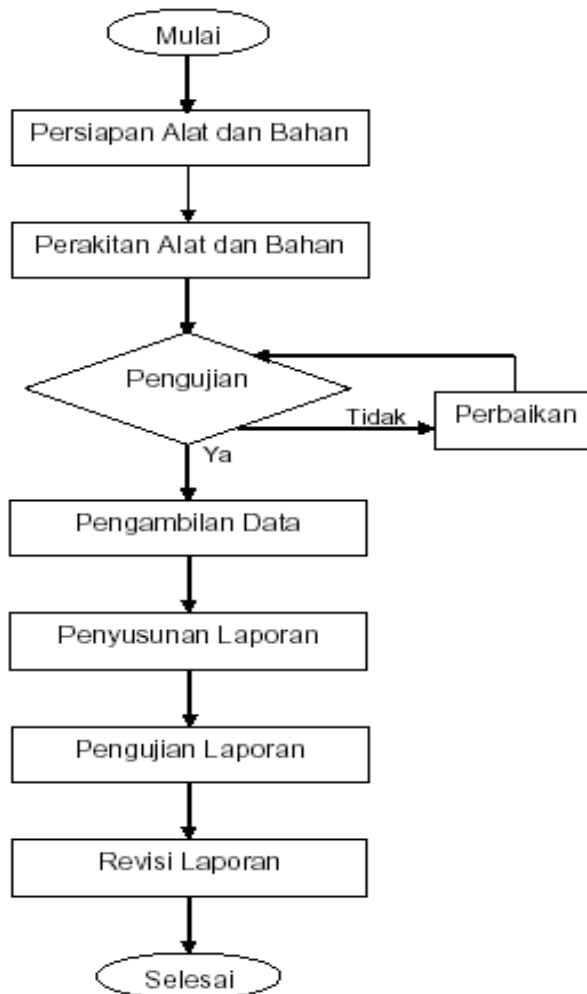 Mulai
Persiapan Alat dan Bahan
Perakitan Alat dan Bahan
Pengujian
Tidak
Perbaikan
Ya
Pengambilan Data
Penyusunan Laporan
Pengujian Laporan
Revisi Laporan
Selesai